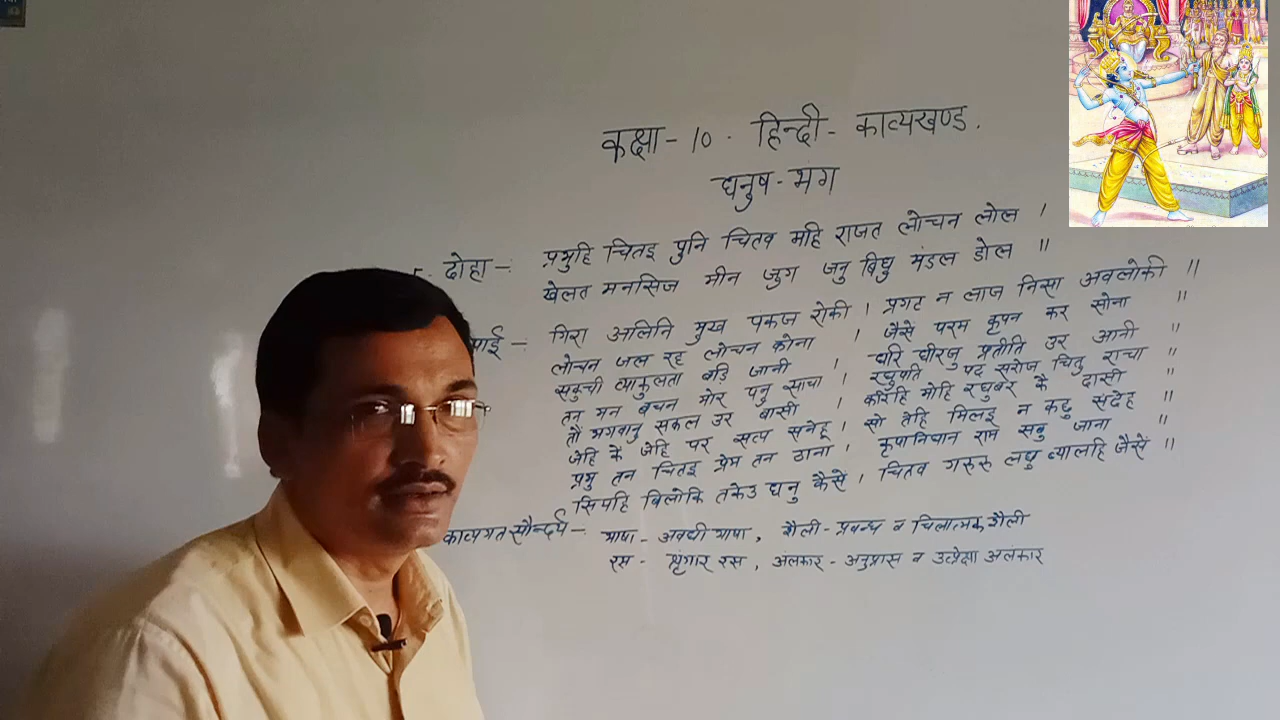 कक्षा - 10 . हिन्दी - काव्यखण्ड .
धनुष - भंग
दोहा - : प्रभुहि चितइ पुनि चितव महि राजत लोचन लोल ।
खेलत मनसिज मीन जुग जनु बिधु मंडल डोल ॥
पाई - : गिरा अलिनि मुख पंकज रोकी । प्रगट न लाज निसा अवलोकी ॥
लोचन जल रह लोचन कोना । जैसें परम कृपन कर सोना ॥
सकुची व्याकुलता बड़ि जानी । धरि धीरजु प्रतीति उर आनी ॥
तन मन बचन मोर पनु साचा । रघुपति पद सरोज चितु राचा ॥
तौ भगवानु सकल उर बासी । करिहि मोहि रघुबर कै दासी ॥
जेहि कें जेहि पर सत्य सनेहू । सो तेहि मिलइ न कछु संदेह ॥
प्रभु तन चितइ प्रेम तन ठाना । कृपानिधान राम सबु जाना ॥
सियहि बिलोकि तकेउ धनु कैसें । चितव गरुरु लघु व्यालहि जैसें ॥
काव्यगत सौन्दर्य - : भाषा - अवधी भाषा , शैली - प्रबन्ध व चित्रात्मक शैली
रस - श्रृंगार रस , अलंकार - अनुप्रास व उत्प्रेक्षा अलंकार